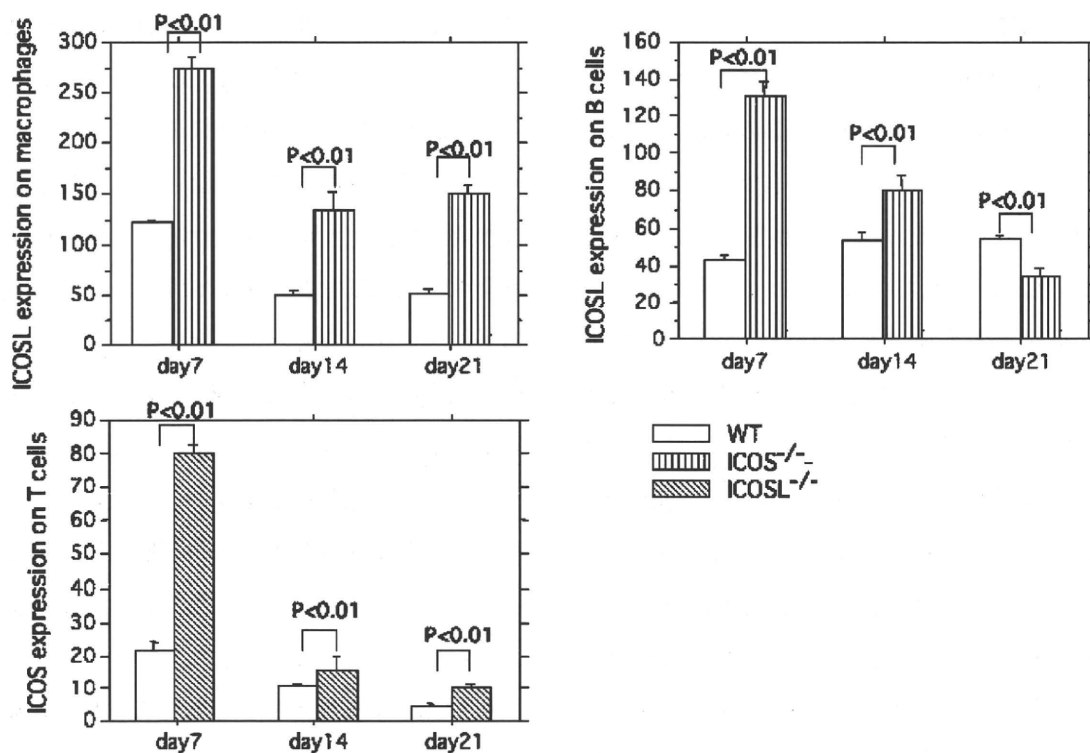 P<0.01
300
250
200
150
125
100
50
0
ICOSL expression on macrophages
P<0.01
P<0.01
day7 day14 day21
160
140
120
100
80
60
40
20
0
ICOSL expression on B cells
P<0.01
P<0.01
P<0.01
day7 day14 day21
90
80
70
60
50
40
30
20
10
0
ICOS expression on T cells
P<0.01
P<0.01
P<0.01
day7 day14 day21
WT
ICOS⁻/⁻-
ICOSL⁻/⁻